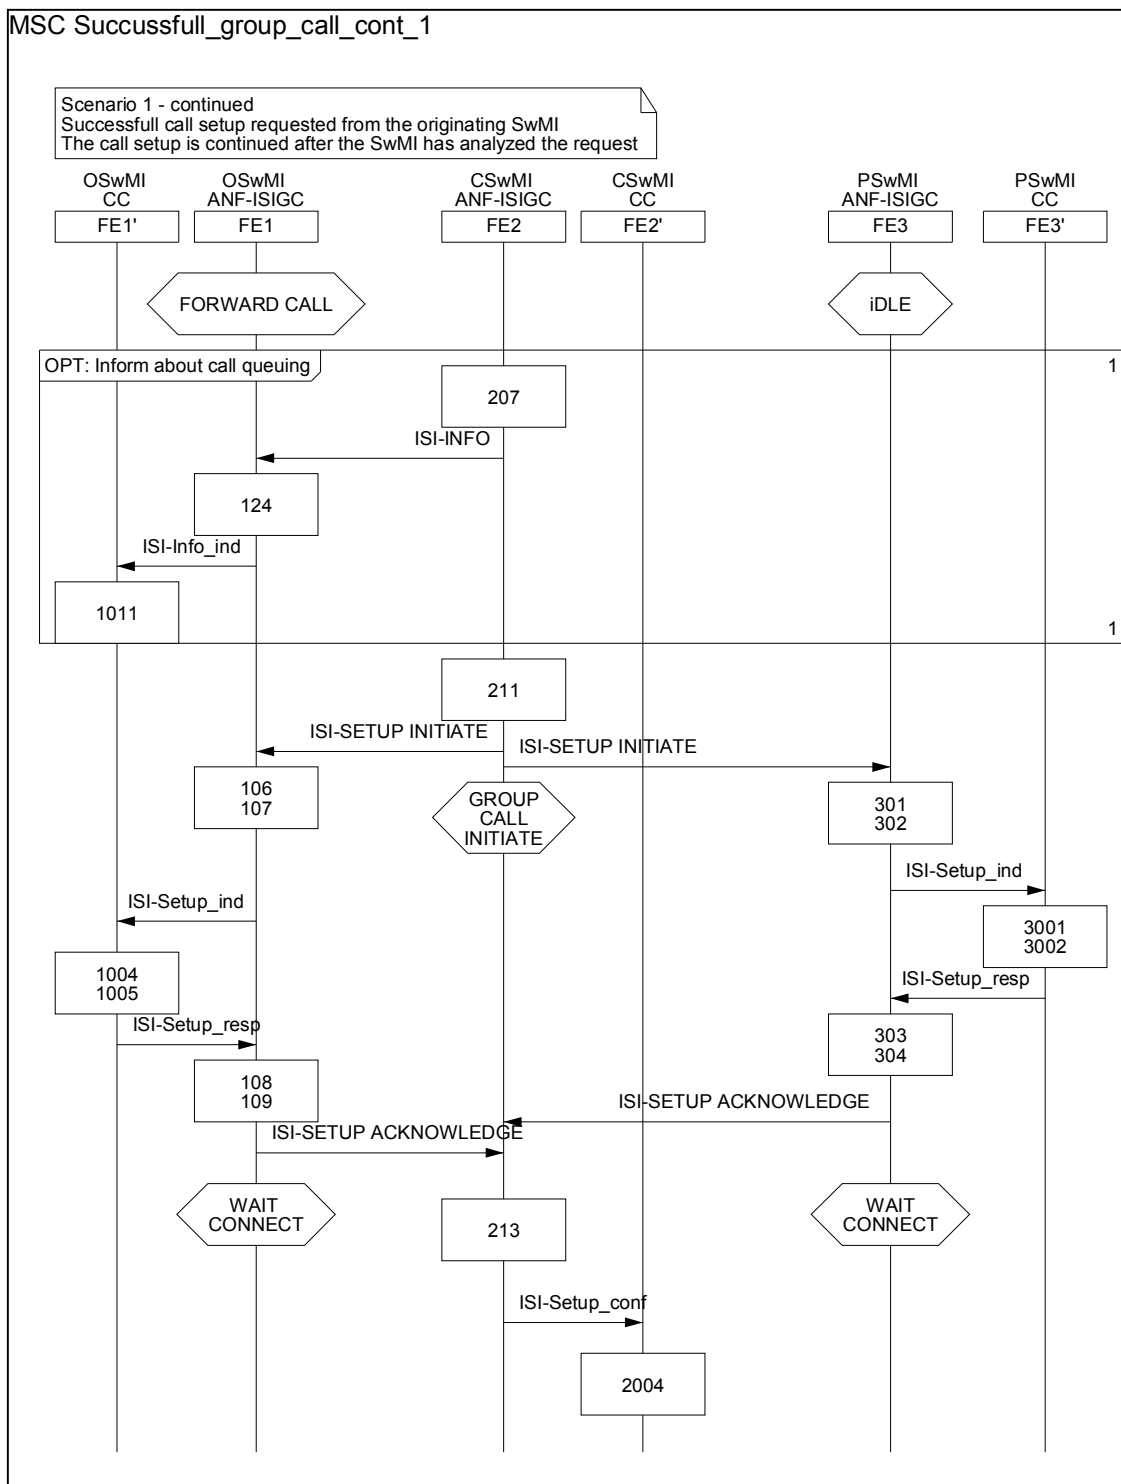 MSC Succussfull_group_call_cont_1
Scenario 1 - continued
Successfull call setup requested from the originating SwMI
The call setup is continued after the SwMI has analyzed the request
OSwMI
CC
OSwMI
ANF-ISIGC
CSwMI
ANF-ISIGC
CSwMI
CC
PSwMI
ANF-ISIGC
PSwMI
CC
FE1'
FE1
FE2
FE2'
FE3
FE3'
FORWARD CALL
iDLE
OPT: Inform about call queuing
1
207
ISI-INFO
124
ISI-Info_ind
1011
1
211
ISI-SETUP INITIATE
ISI-SETUP INITIATE
106
107
GROUP
CALL
INITIATE
301
302
ISI-Setup_ind
ISI-Setup_ind
3001
3002
1004
1005
ISI-Setup_resp
ISI-Setup_resp
303
304
108
109
ISI-SETUP ACKNOWLEDGE
ISI-SETUP ACKNOWLEDGE
WAIT
CONNECT
213
WAIT
CONNECT
ISI-Setup_conf
2004